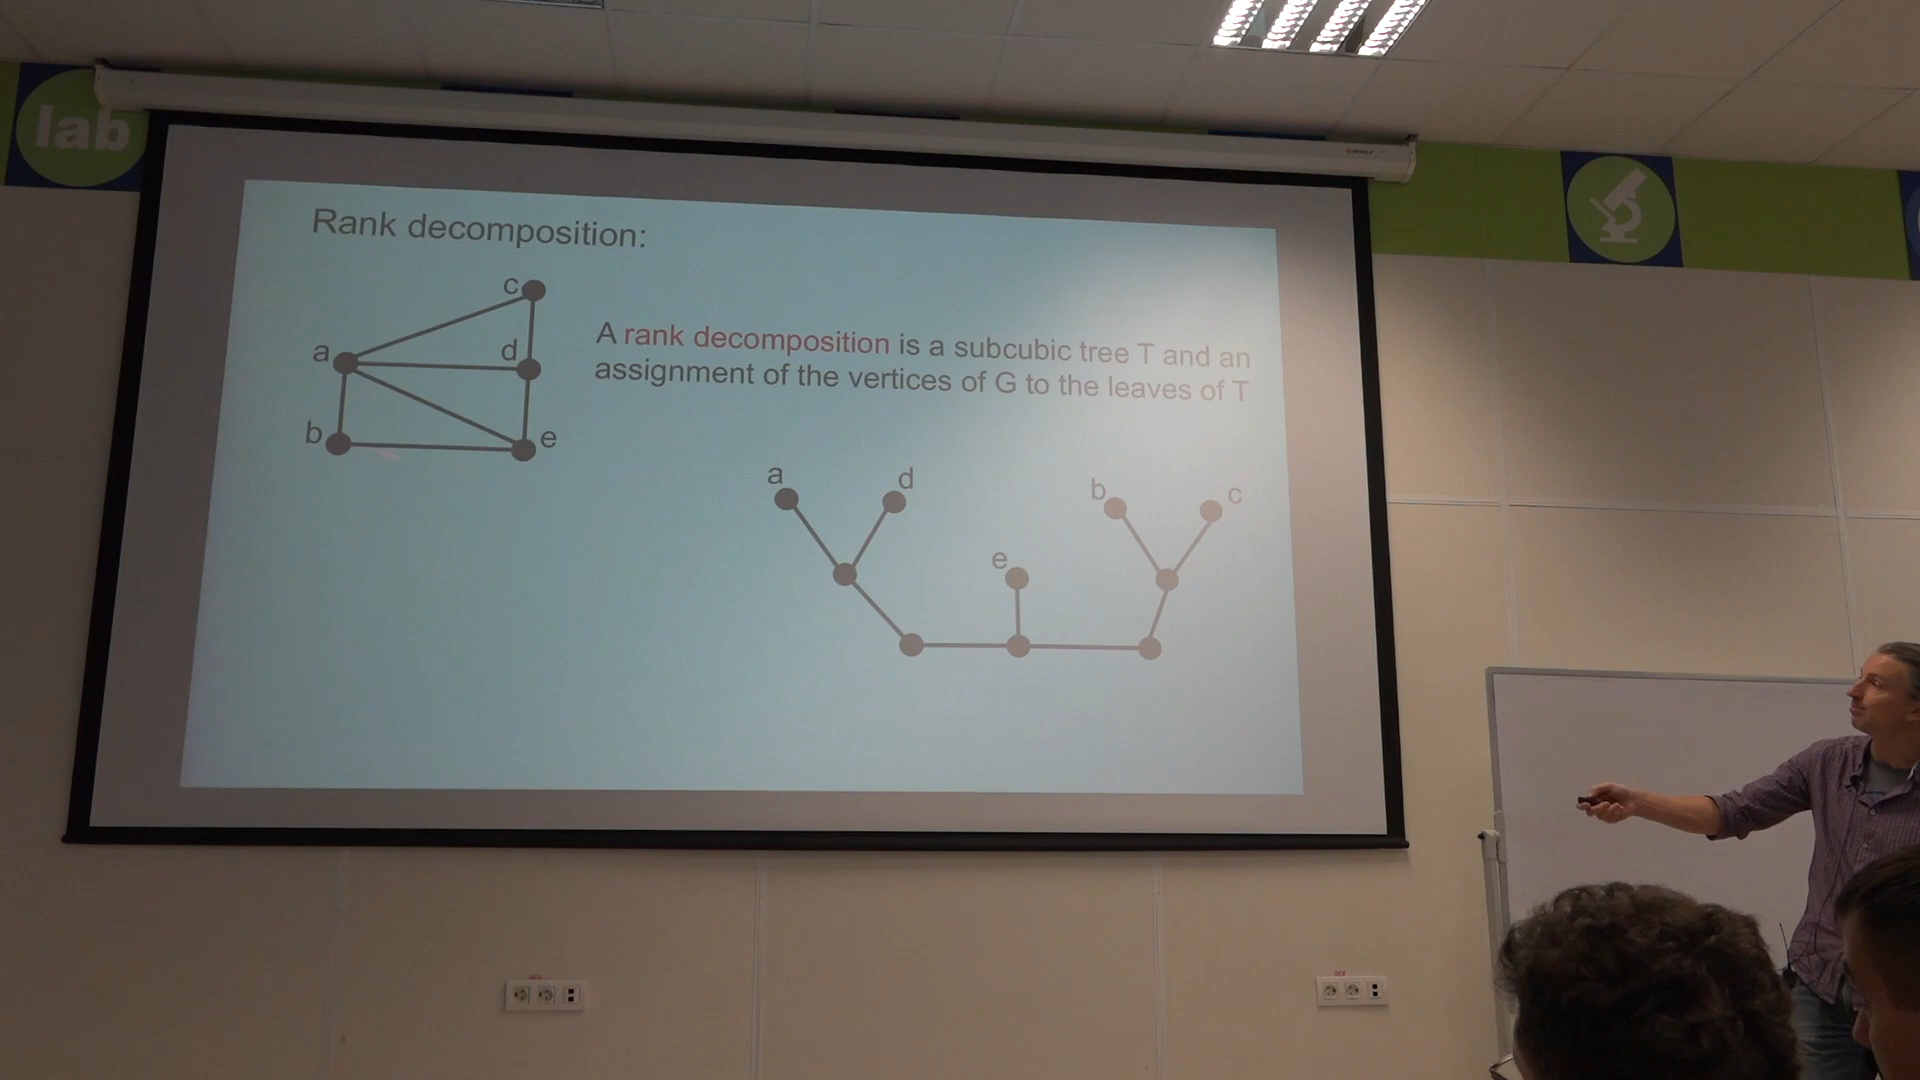 lab
Rank decomposition:
c
a
d
b
e
A rank decomposition is a subcubic tree T and an
assignment of the vertices of G to the leaves of T
a
d
b
c
e